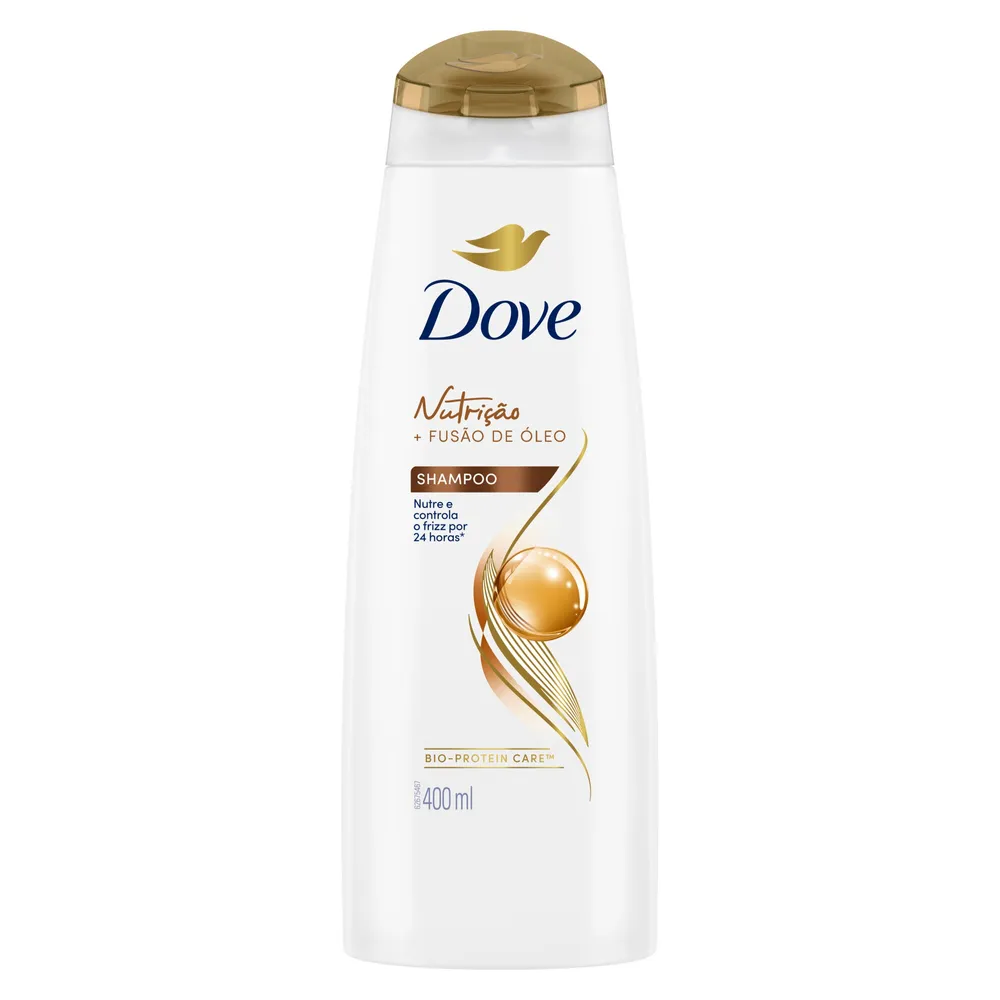 Dove
Nutrição
+ FUSÃO DE ÓLEO
SHAMPOO
Nutre e
controla
o frizz por
24 horas*
BIO-PROTEIN CARE™
400 ml